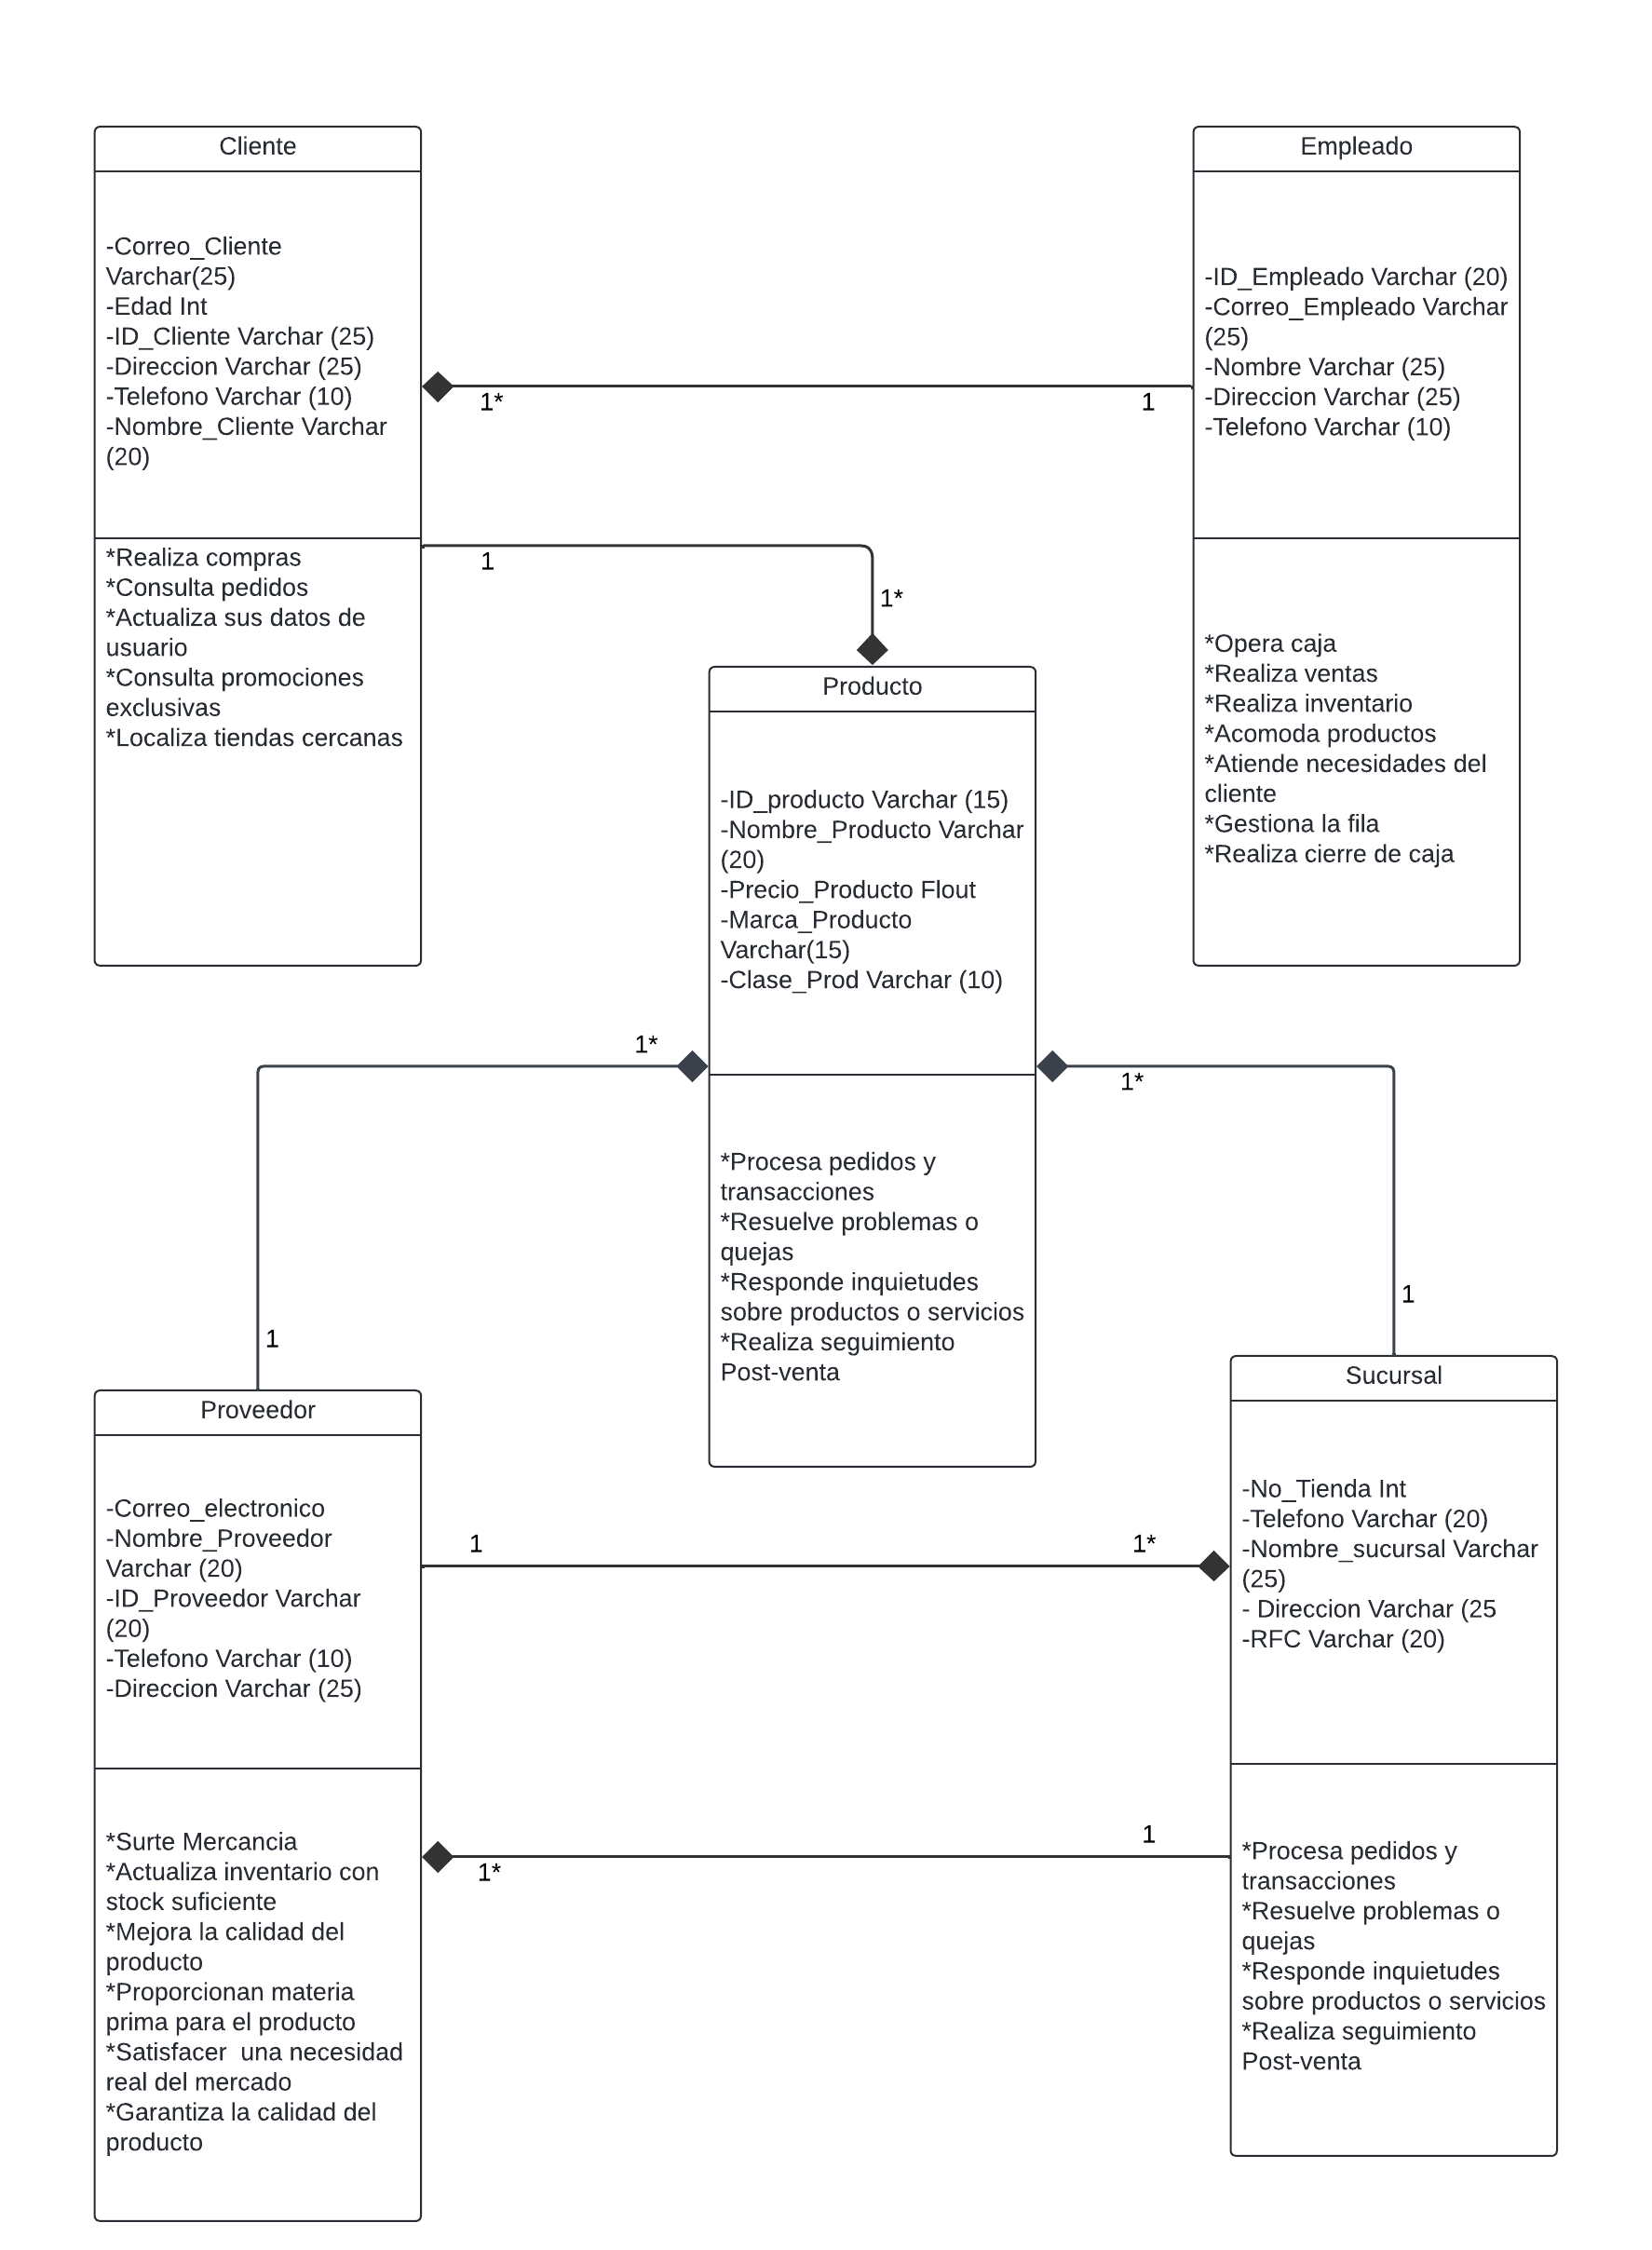 Cliente
-Correo_Cliente
Varchar(25)
-Edad Int
-ID_Cliente Varchar (25)
-Direccion Varchar (25)
-Telefono Varchar (10)
-Nombre_Cliente Varchar
(20)
*Realiza compras
*Consulta pedidos
*Actualiza sus datos de
usuario
*Consulta promociones
exclusivas
*Localiza tiendas cercanas
1*
1
Empleado
-ID_Empleado Varchar (20)
-Correo_Empleado Varchar
(25)
-Nombre Varchar (25)
-Direccion Varchar (25)
-Telefono Varchar (10)
*Opera caja
*Realiza ventas
*Realiza inventario
*Acomoda productos
*Atiende necesidades del
cliente
*Gestiona la fila
*Realiza cierre de caja
1
1*
Producto
-ID_producto Varchar (15)
-Nombre_Producto Varchar
(20)
-Precio_Producto Flout
-Marca_Producto
Varchar(15)
-Clase_Prod Varchar (10)
*Procesa pedidos y
transacciones
*Resuelve problemas o
quejas
*Responde inquietudes
sobre productos o servicios
*Realiza seguimiento
Post-venta
1*
1
1*
1
Proveedor
-Correo_electronico
-Nombre_Proveedor
Varchar (20)
-ID_Proveedor Varchar
(20)
-Telefono Varchar (10)
-Direccion Varchar (25)
*Surte Mercancia
*Actualiza inventario con
stock suficiente
*Mejora la calidad del
producto
*Proporcionan materia
prima para el producto
*Satisfacer  una necesidad
real del mercado
*Garantiza la calidad del
producto
1
1*
1*
1
Sucursal
-No_Tienda Int
-Telefono Varchar (20)
-Nombre_sucursal Varchar
(25)
- Direccion Varchar (25
-RFC Varchar (20)
*Procesa pedidos y
transacciones
*Resuelve problemas o
quejas
*Responde inquietudes
sobre productos o servicios
*Realiza seguimiento
Post-venta